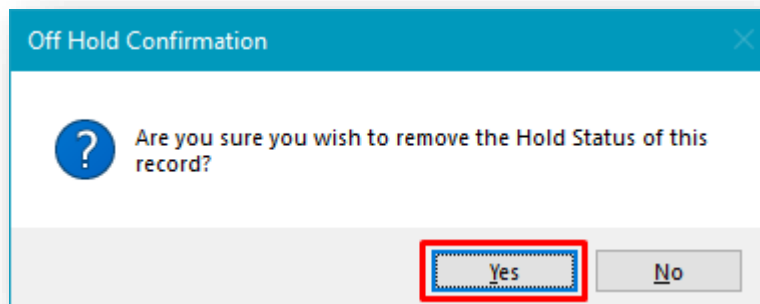 Off Hold Confirmation
Are you sure you wish to remove the Hold Status of this
record?
Yes
No